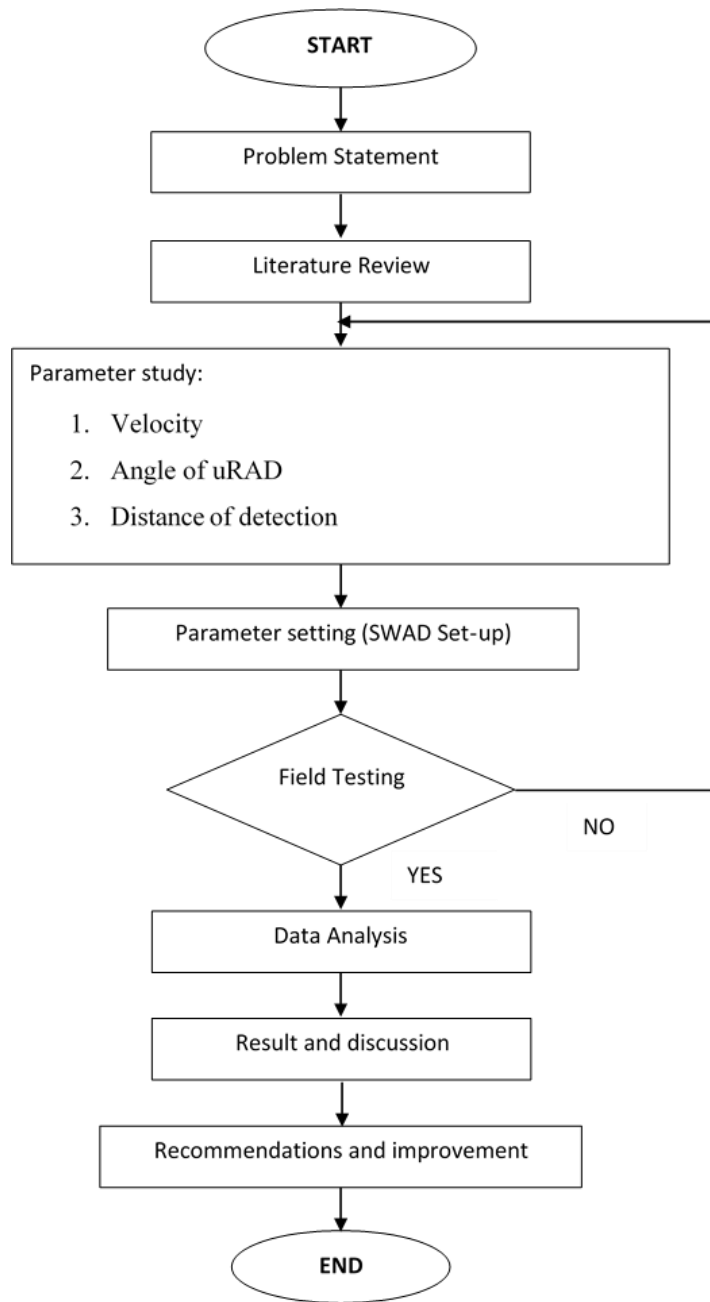 START
Problem Statement
Literature Review
Parameter study:
1. Velocity
2. Angle of uRAD
3. Distance of detection
Parameter setting (SWAD Set-up)
Field Testing
NO
YES
Data Analysis
Result and discussion
Recommendations and improvement
END